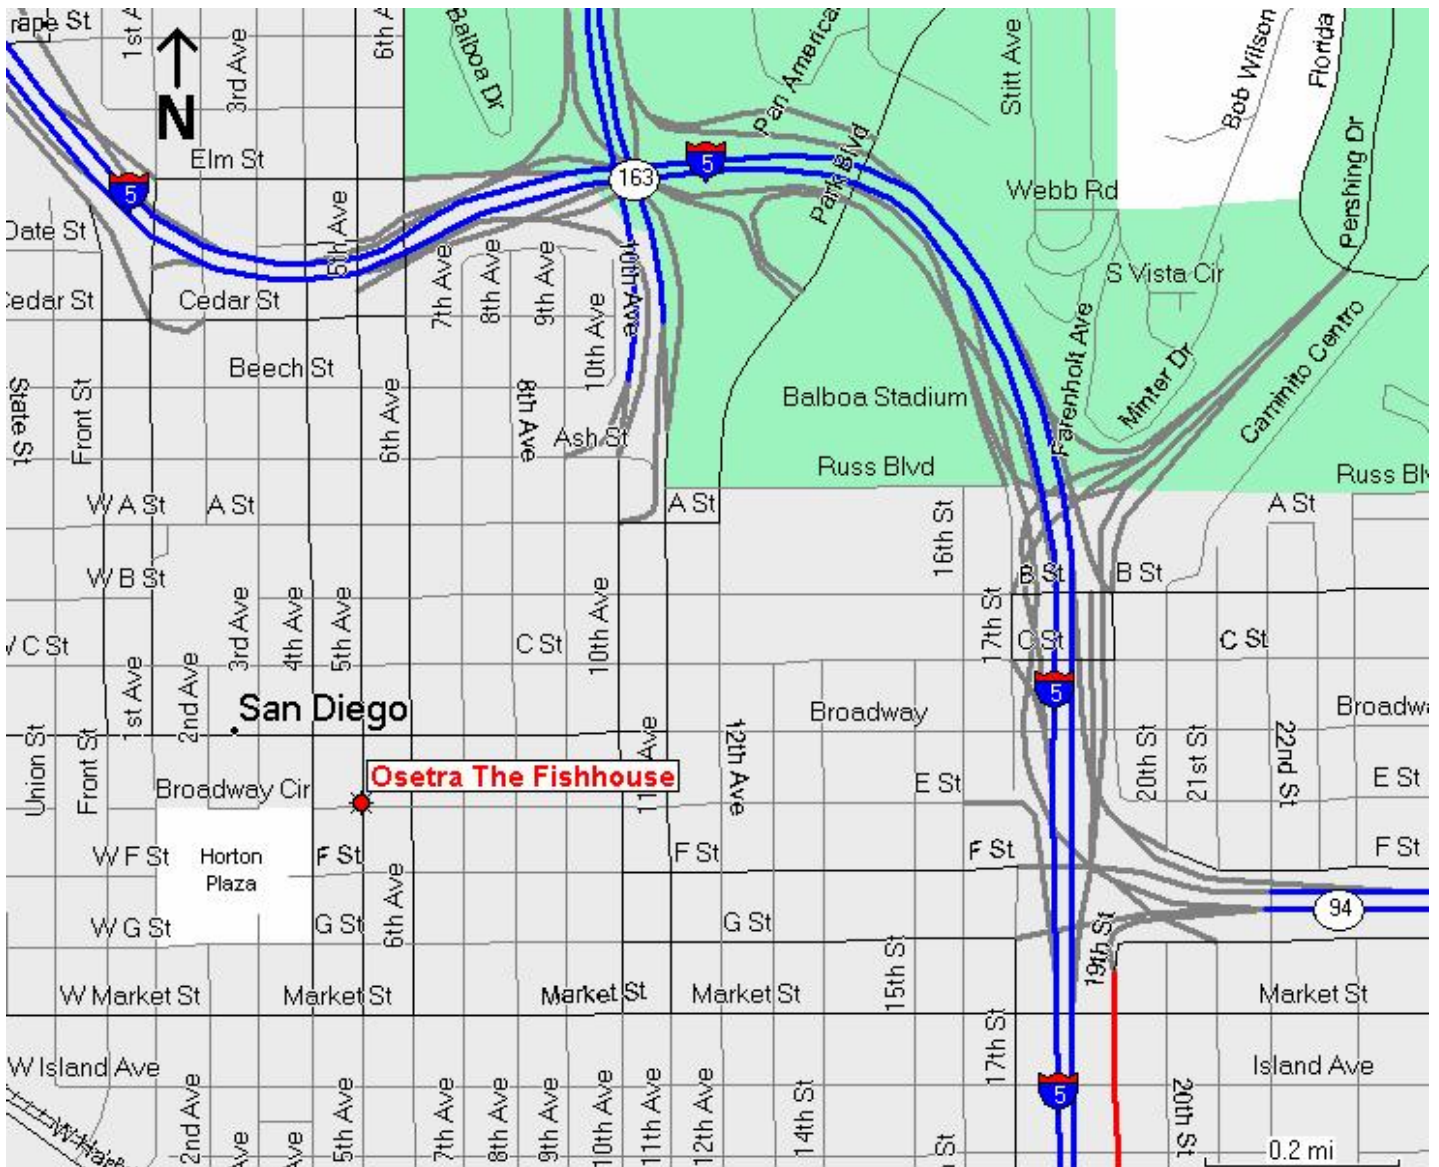 1st A
3rd Ave
6th A
Balboa Dr
Pan America
Stitt Ave
Bob Wilson
Florida
N
Elm St
5
163
5
Park Blvd
Webb Rd
Pershing Dr
Date St
5th Ave
7th Ave
8th Ave
9th Ave
10th Ave
10th Ave
S Vista Cir
Cedar St
Cedar St
Beech St
Farenholt Ave
Minter Dr
Caminito Centro
State St
Front St
6th Ave
8th Ave
Balboa Stadium
Ash St
Russ Blvd
Russ Blv
W A St
A St
A St
16th St
A St
W B St
3rd Ave
4th Ave
5th Ave
10th Ave
17th St
B St
B St
C St
C St
C St
C St
1st Ave
2nd Ave
5
San Diego
Broadway
Broadwa
Union St
Front St
11th Ave
12th Ave
20th St
21st St
22nd St
Osetra The Fishhouse
Broadway Cir
E St
E St
W F St
Horton
Plaza
F St
F St
F St
F St
W G St
G St
6th Ave
G St
94
15th St
19th St
W Market St
Market St
Market St
Market St
Market St
17th St
W Island Ave
Island Ave
2nd Ave
Ave
Ave
5th Ave
7th Ave
8th Ave
9th Ave
10th Ave
11th Ave
12th Ave
14th St
St
5
20th St
0.2 mi